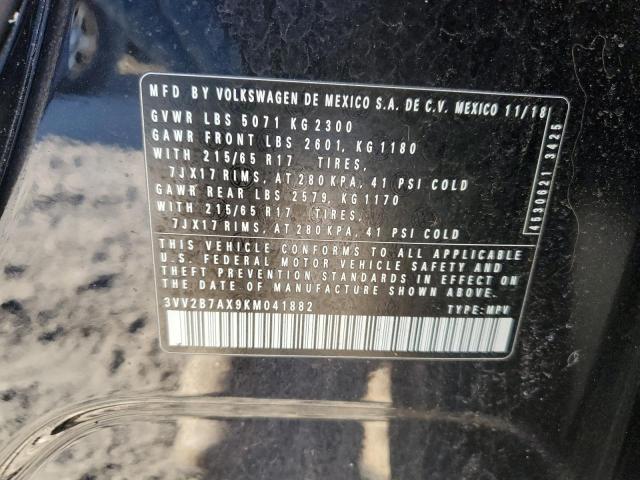 MFD BY VOLKSWAGEN DE MEXICO S.A. DE C.V. MEXICO 11/18
GVWR LBS 5071 KG 2300
GAWR FRONT LBS 2601, KG 1180
WITH 215/65 R17 TIRES,
7JX17 RIMS, AT 280 KPA, 41 PSI COLD
GAWR REAR LBS 2579, KG 1170
WITH 215/65 R17 TIRES,
7JX17 RIMS, AT 280 KPA, 41 PSI COLD
THIS VEHICLE CONFORMS TO ALL APPLICABLE
U.S. FEDERAL MOTOR VEHICLE SAFETY AND
THEFT PREVENTION STANDARDS IN EFFECT ON
THE DATE OF MANUFACTURE SHOWN ABOVE.
3VV2B7AX9KM041882 TYPE: MPV
4530621 3425